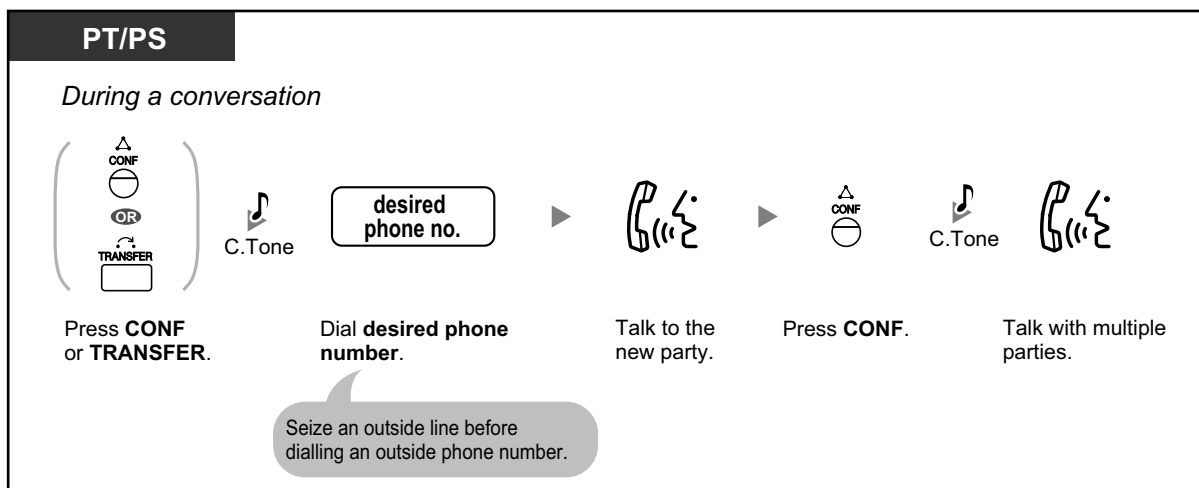 PT/PS
During a conversation
CONF
OR
TRANSFER
C.Tone
desired
phone no.
CONF
C.Tone
Press CONF
or TRANSFER.
Dial desired phone
number.
Talk to the
new party.
Press CONF.
Talk with multiple
parties.
Seize an outside line before
dialling an outside phone number.